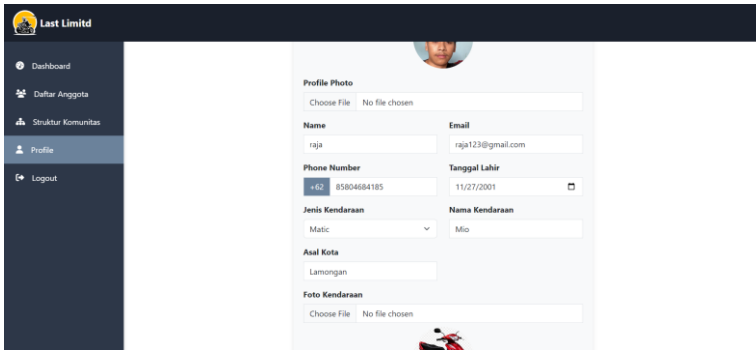 Last Limitd
Dashboard
Daftar Anggota
Struktur Komunitas
Profile
Logout
Profile Photo
Choose File No file chosen
Name Email
raja raja123@gmail.com
Phone Number Tanggal Lahir
+62 85804684185 11/27/2001
Jenis Kendaraan Nama Kendaraan
Matic Mio
Asal Kota
Lamongan
Foto Kendaraan
Choose File No file chosen